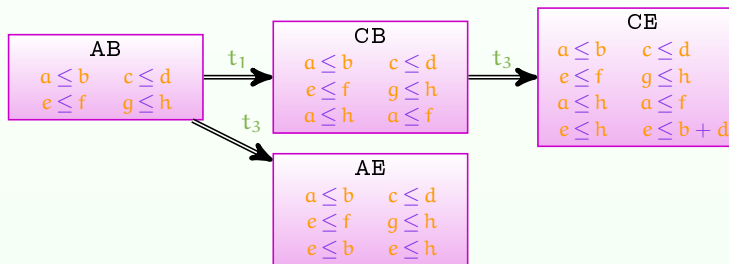 AB
a ≤ b c ≤ d
e ≤ f g ≤ h
t₁
CB
a ≤ b c ≤ d
e ≤ f g ≤ h
a ≤ h a ≤ f
t₃
CE
a ≤ b c ≤ d
e ≤ f g ≤ h
a ≤ h a ≤ f
e ≤ h e ≤ b + d
t₃
AE
a ≤ b c ≤ d
e ≤ f g ≤ h
e ≤ b e ≤ h